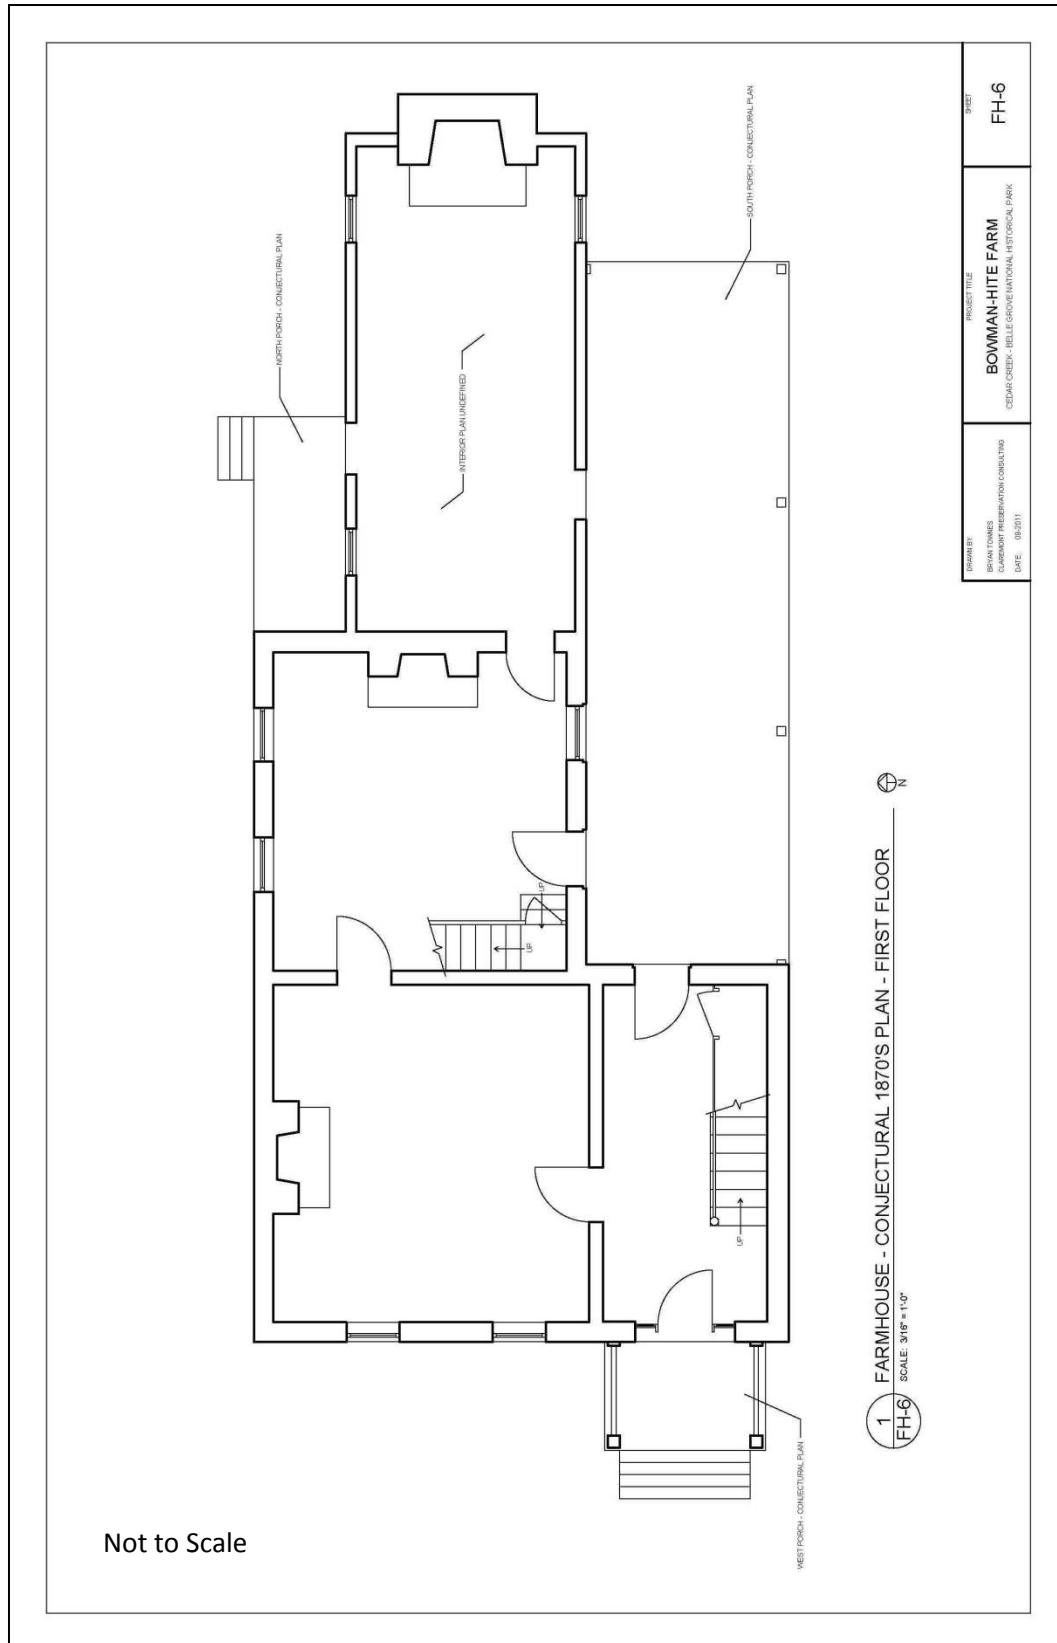 SHEET
FH-6
PROJECT TITLE
BOWMAN-HITE FARM
CEDAR CREEK - BELLE GROVE NATIONAL HISTORICAL PARK
DRAWN BY:
BRYAN TOWNES
CLAREMONT PRESERVATION CONSULTING
DATE: 09-2011
NORTH PORCH - CONJECTURAL PLAN
SOUTH PORCH - CONJECTURAL PLAN
INTERIOR PLAN UNDEFINED
UP
UP
UP
WEST PORCH - CONJECTURAL PLAN
1
FH-6
FARMHOUSE - CONJECTURAL 1870'S PLAN - FIRST FLOOR
SCALE: 3/16" = 1'-0"
N
Not to Scale